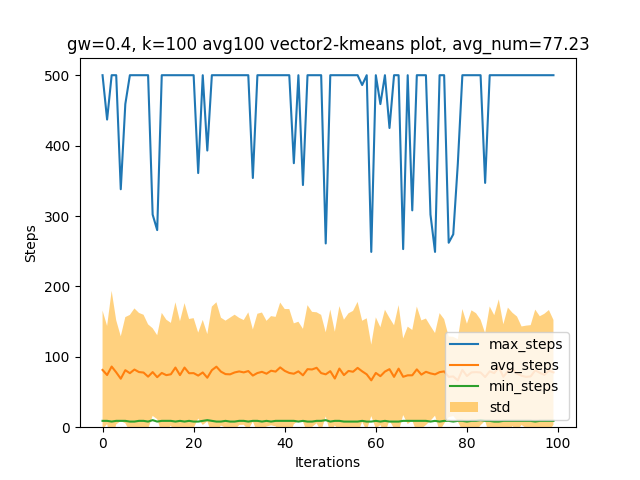 gw=0.4, k=100 avg100 vector2-kmeans plot, avg_num=77.23
500
400
300
200
100
0
Steps
max_steps
avg_steps
min_steps
std
0 20 40 60 80 100
Iterations